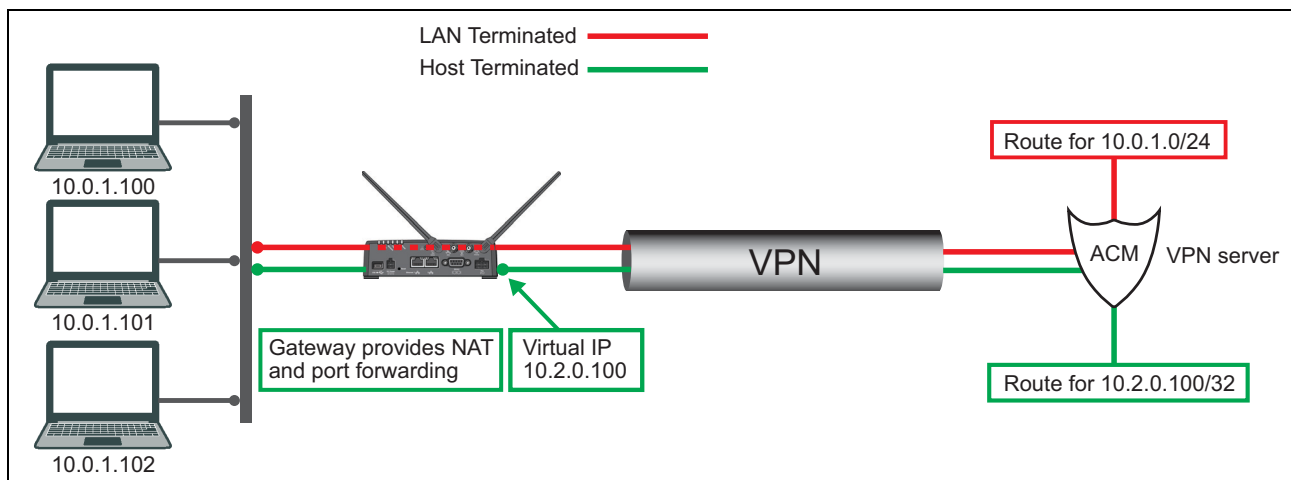 LAN Terminated
Host Terminated
10.0.1.100
10.0.1.101
10.0.1.102
Gateway provides NAT
and port forwarding
Virtual IP
10.2.0.100
VPN
Route for 10.0.1.0/24
ACM
VPN server
Route for 10.2.0.100/32